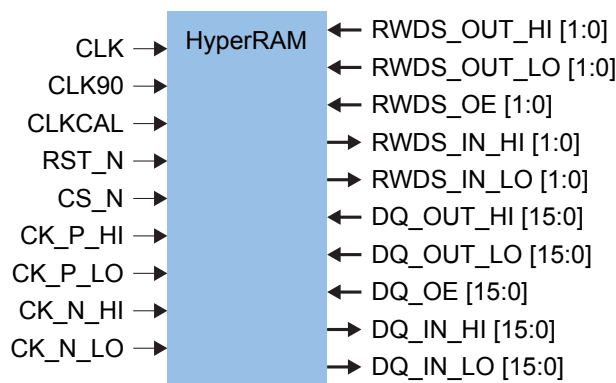 HyperRAM
CLK
CLK90
CLKCAL
RST_N
CS_N
CK_P_HI
CK_P_LO
CK_N_HI
CK_N_LO
RWDS_OUT_HI [1:0]
RWDS_OUT_LO [1:0]
RWDS_OE [1:0]
RWDS_IN_HI [1:0]
RWDS_IN_LO [1:0]
DQ_OUT_HI [15:0]
DQ_OUT_LO [15:0]
DQ_OE [15:0]
DQ_IN_HI [15:0]
DQ_IN_LO [15:0]